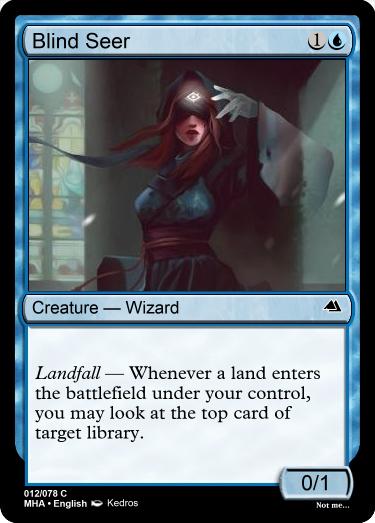 Blind Seer 1
Creature — Wizard
Landfall — Whenever a land enters
the battlefield under your control,
you may look at the top card of
target library.
0/1
012/078 C
MHA • English Kedros
Not me...